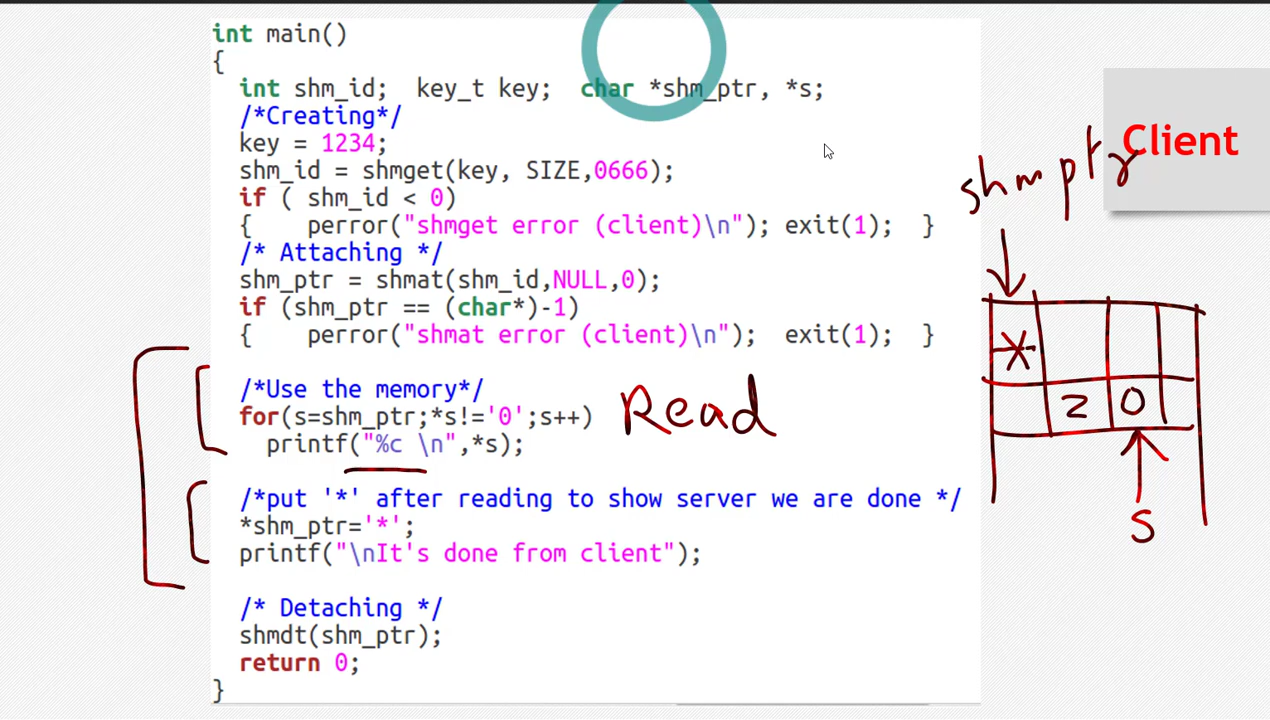 int main()
{
int shm_id; key_t key; char *shm_ptr, *s;
/*Creating*/
key = 1234;
shm_id = shmget(key, SIZE,0666);
if ( shm_id < 0)
{ perror("shmget error (client)\n"); exit(1); }
/* Attaching */
shm_ptr = shmat(shm_id,NULL,0);
if (shm_ptr == (char*)-1)
{ perror("shmat error (client)\n"); exit(1); }
/*Use the memory*/
for(s=shm_ptr;*s!='0';s++)
printf("%c \n",*s);
/*put '*' after reading to show server we are done */
*shm_ptr='*';
printf("\nIt's done from client");
/* Detaching */
shmdt(shm_ptr);
return 0;
}
Read
Client
shm ptr
*
z 0
s